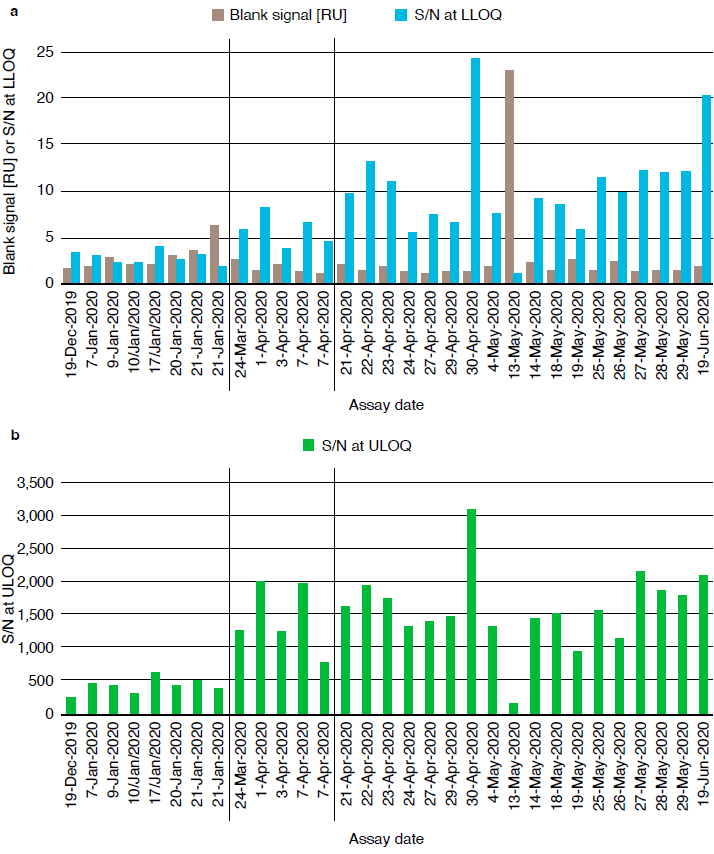 a
Blank signal [RU] S/N at LLOQ
Blank signal [RU] or S/N at LLOQ
25
20
15
10
5
0
19-Dec-2019
7-Jan-2020
9-Jan-2020
10/Jan/2020
17/Jan/2020
20-Jan-2020
21-Jan-2020
21-Jan-2020
24-Mar-2020
1-Apr-2020
3-Apr-2020
7-Apr-2020
7-Apr-2020
21-Apr-2020
22-Apr-2020
23-Apr-2020
24-Apr-2020
27-Apr-2020
29-Apr-2020
30-Apr-2020
4-May-2020
13-May-2020
14-May-2020
18-May-2020
19-May-2020
25-May-2020
26-May-2020
27-May-2020
28-May-2020
29-May-2020
19-Jun-2020
Assay date
b
S/N at ULOQ
S/N at ULOQ
3,500
3,000
2,500
2,000
1,500
1,000
500
0
19-Dec-2019
7-Jan-2020
9-Jan-2020
10/Jan/2020
17/Jan/2020
20-Jan-2020
21-Jan-2020
21-Jan-2020
24-Mar-2020
1-Apr-2020
3-Apr-2020
7-Apr-2020
7-Apr-2020
21-Apr-2020
22-Apr-2020
23-Apr-2020
24-Apr-2020
27-Apr-2020
29-Apr-2020
30-Apr-2020
4-May-2020
13-May-2020
14-May-2020
18-May-2020
19-May-2020
25-May-2020
26-May-2020
27-May-2020
28-May-2020
29-May-2020
19-Jun-2020
Assay date